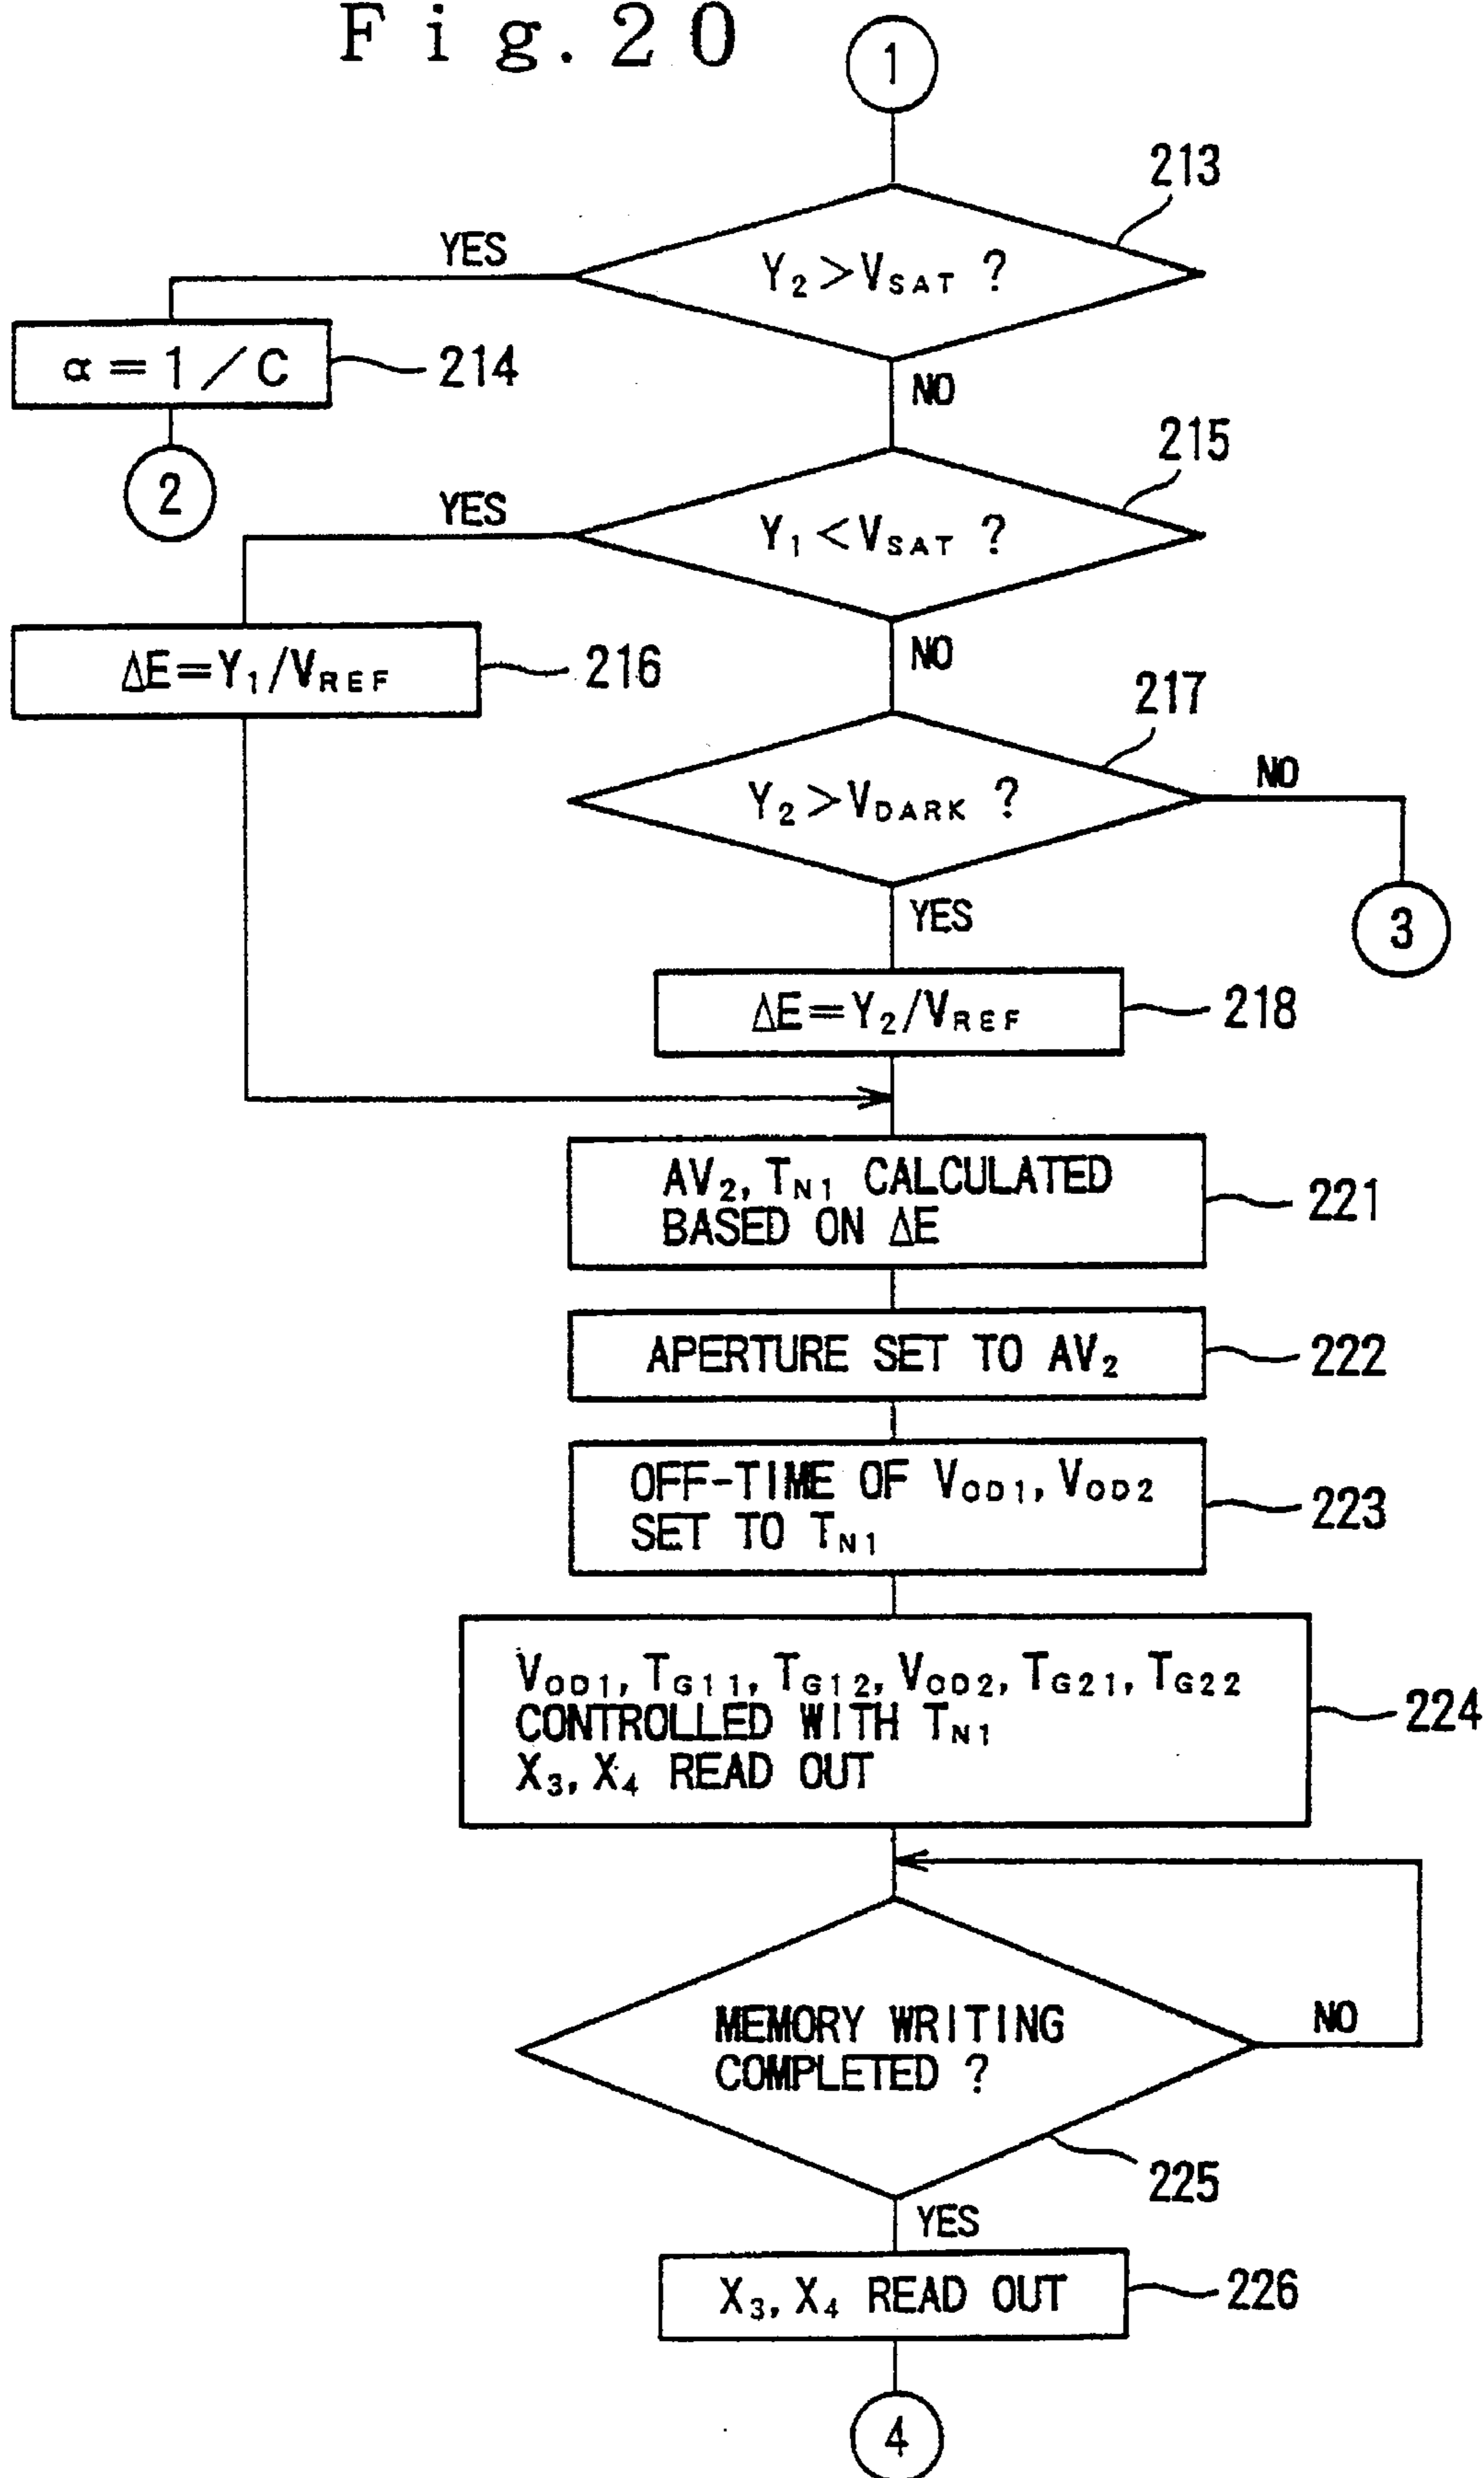 Fig.20
1
213
YES
Y₂>V_SAT ?
α=1/C
214
NO
2
215
YES
Y₁<V_SAT ?
ΔE=Y₁/V_REF
216
NO
217
Y₂>V_DARK ?
NO
3
YES
ΔE=Y₂/V_REF
218
AV₂, T_N1 CALCULATED
BASED ON ΔE
221
APERTURE SET TO AV₂
222
OFF-TIME OF V_OD1, V_OD2
SET TO T_N1
223
V_OD1, T_G11, T_G12, V_OD2, T_G21, T_G22
CONTROLLED WITH T_N1
X₃, X₄ READ OUT
224
MEMORY WRITING
COMPLETED ?
NO
225
YES
X₃, X₄ READ OUT
226
4